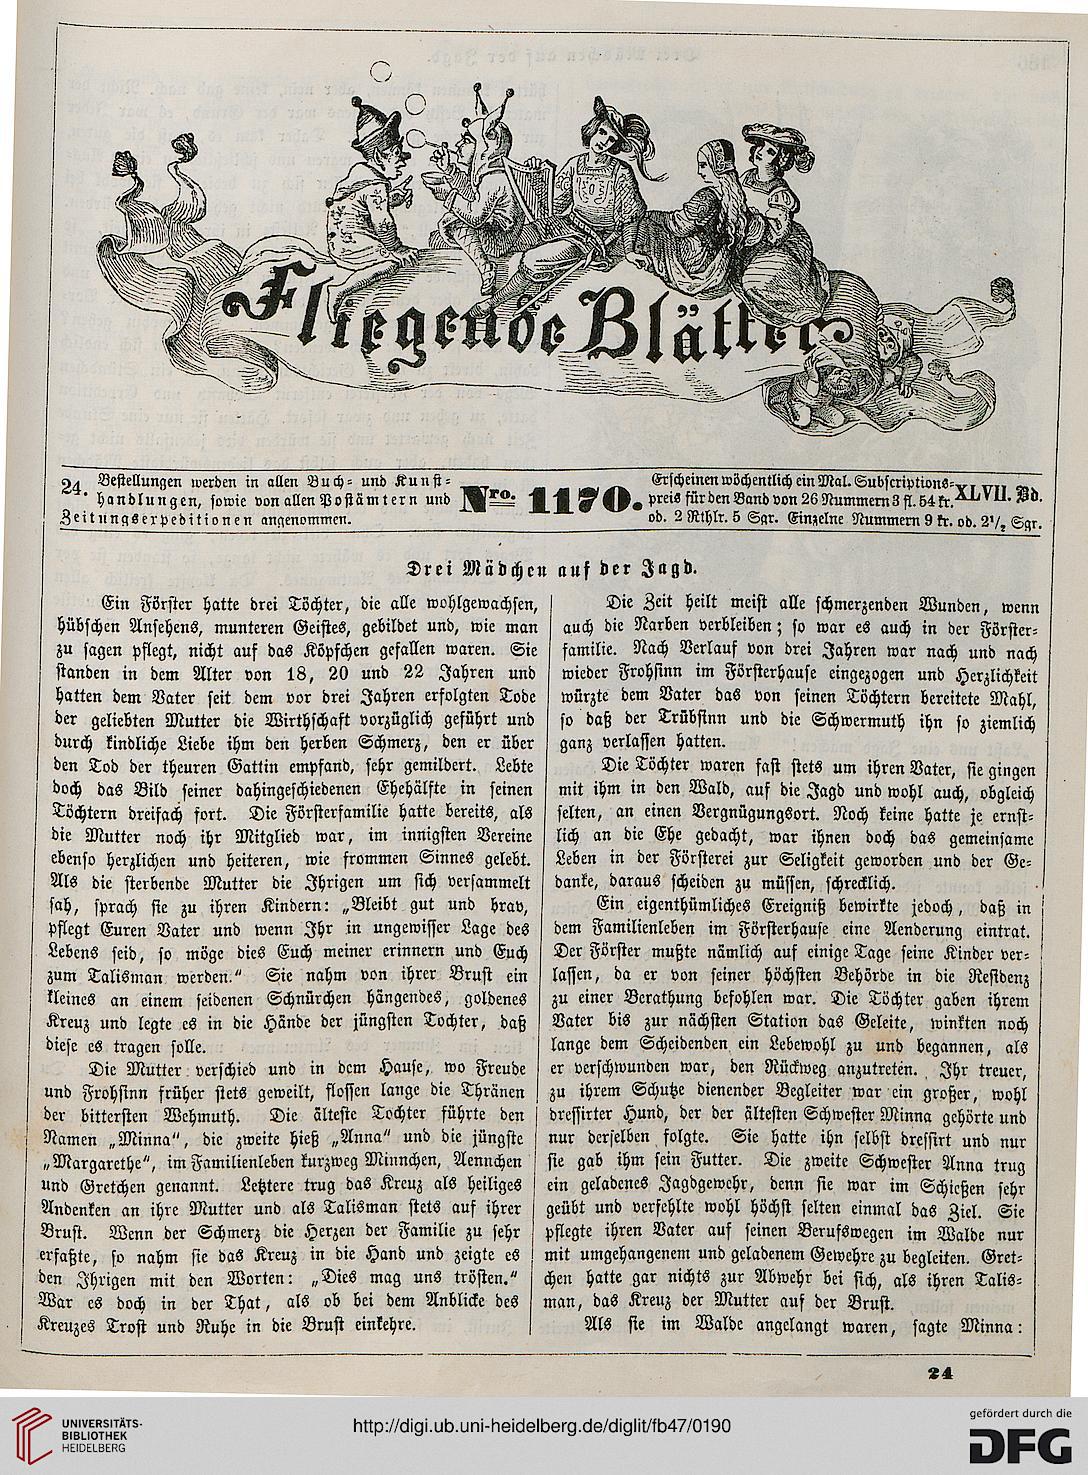 Fliegende Blätter
24.
Bestellungen werden in allen Buch- und Kunst-
handlungen, sowie von allen Postämtern und
Zeitungserpeditionen angenommen.
Nro. 1170.
Erscheinen wöchentlich ein Mal. Subscriptions-
preis für den Band von 26 Nummern 3 fl. 54 kr.
od. 2 Rthlr. 5 Sgr. Einzelne Nummern 9 kr. od. 2½ Sgr.
XLVII. Bd.
Drei Mädchen auf der Jagd.
Ein Förster hatte drei Töchter, die alle wohlgewachsen,
hübschen Ansehens, munteren Geistes, gebildet und, wie man
zu sagen pflegt, nicht auf das Köpfchen gefallen waren. Sie
standen in dem Alter von 18, 20 und 22 Jahren und
hatten dem Vater seit dem vor drei Jahren erfolgten Tode
der geliebten Mutter die Wirthschaft vorzüglich geführt und
durch kindliche Liebe ihm den herben Schmerz, den er über
den Tod der theuren Gattin empfand, sehr gemildert. Lebte
doch das Bild seiner dahingeschiedenen Ehehälfte in seinen
Töchtern dreifach fort. Die Försterfamilie hatte bereits, als
die Mutter noch ihr Mitglied war, im innigsten Vereine
ebenso herzlichen und heiteren, wie frommen Sinnes gelebt.
Als die sterbende Mutter die Ihrigen um sich versammelt
sah, sprach sie zu ihren Kindern: „Bleibt gut und brav,
pflegt Euren Vater und wenn Ihr in ungewisser Lage des
Lebens seid, so möge dies Euch meiner erinnern und Euch
zum Talisman werden.“ Sie nahm von ihrer Brust ein
kleines an einem seidenen Schnürchen hängendes, goldenes
Kreuz und legte es in die Hände der jüngsten Tochter, daß
diese es tragen solle.
Die Mutter verschied und in dem Hause, wo Freude
und Frohsinn früher stets geweilt, flossen lange die Thränen
der bittersten Wehmuth. Die älteste Tochter führte den
Namen „Minna“, die zweite hieß „Anna“ und die jüngste
„Margarethe“, im Familienleben kurzweg Minnchen, Aennchen
und Gretchen genannt. Letztere trug das Kreuz als heiliges
Andenken an ihre Mutter und als Talisman stets auf ihrer
Brust. Wenn der Schmerz die Herzen der Familie zu sehr
erfaßte, so nahm sie das Kreuz in die Hand und zeigte es
den Ihrigen mit den Worten: „Dies mag uns trösten.“
War es doch in der That, als ob bei dem Anblicke des
Kreuzes Trost und Ruhe in die Brust einkehre.
Die Zeit heilt meist alle schmerzenden Wunden, wenn
auch die Narben verbleiben; so war es auch in der Förster-
familie. Nach Verlauf von drei Jahren war nach und nach
wieder Frohsinn im Försterhause eingezogen und Herzlichkeit
würzte dem Vater das von seinen Töchtern bereitete Mahl,
so daß der Trübsinn und die Schwermuth ihn so ziemlich
ganz verlassen hatten.
Die Töchter waren fast stets um ihren Vater, sie gingen
mit ihm in den Wald, auf die Jagd und wohl auch, obgleich
selten, an einen Vergnügungsort. Noch keine hatte je ernst-
lich an die Ehe gedacht, war ihnen doch das gemeinsame
Leben in der Försterei zur Seligkeit geworden und der Ge-
danke, daraus scheiden zu müssen, schrecklich.
Ein eigenthümliches Ereigniß bewirkte jedoch, daß in
dem Familienleben im Försterhause eine Aenderung eintrat.
Der Förster mußte nämlich auf einige Tage seine Kinder ver-
lassen, da er von seiner höchsten Behörde in die Residenz
zu einer Berathung befohlen war. Die Töchter gaben ihrem
Vater bis zur nächsten Station das Geleite, winkten noch
lange dem Scheidenden ein Lebewohl zu und begannen, als
er verschwunden war, den Rückweg anzutreten. Ihr treuer,
zu ihrem Schutze dienender Begleiter war ein großer, wohl
dressirter Hund, der der ältesten Schwester Minna gehörte und
nur derselben folgte. Sie hatte ihn selbst dressirt und nur
sie gab ihm sein Futter. Die zweite Schwester Anna trug
ein geladenes Jagdgewehr, denn sie war im Schießen sehr
geübt und verfehlte wohl höchst selten einmal das Ziel. Sie
pflegte ihren Vater auf seinen Berufswegen im Walde nur
mit umgehangenem und geladenem Gewehre zu begleiten. Gret-
chen hatte gar nichts zur Abwehr bei sich, als ihren Talis-
man, das Kreuz der Mutter auf der Brust.
Als sie im Walde angelangt waren, sagte Minna:
24
UNIVERSITÄTS-
BIBLIOTHEK
HEIDELBERG
http://digi.ub.uni-heidelberg.de/diglit/fb47/0190
gefördert durch die
DFG